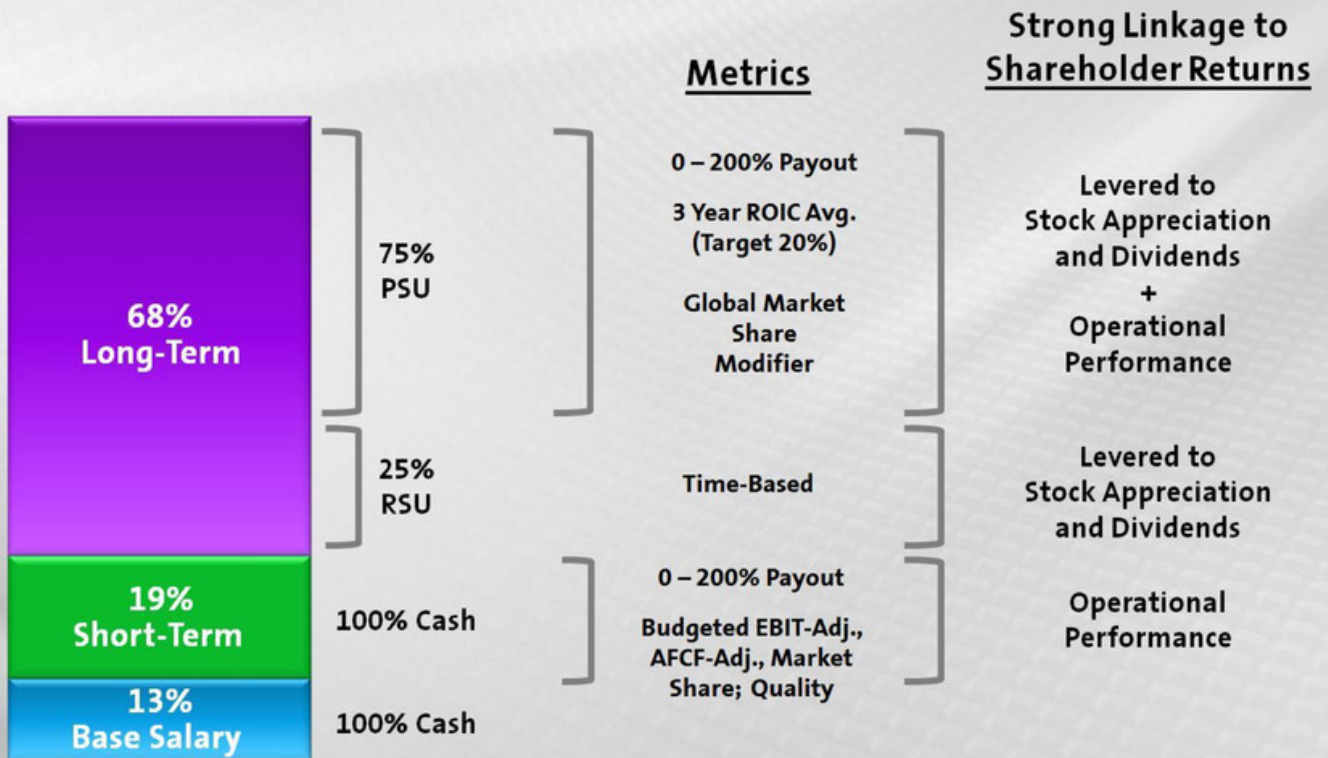 Metrics
Strong Linkage to
Shareholder Returns
68%
Long-Term
75%
PSU
0 – 200% Payout
3 Year ROIC Avg.
(Target 20%)
Global Market
Share
Modifier
Levered to
Stock Appreciation
and Dividends
+
Operational
Performance
25%
RSU
Time-Based
Levered to
Stock Appreciation
and Dividends
19%
Short-Term
100% Cash
0 – 200% Payout
Budgeted EBIT-Adj.,
AFCF-Adj., Market
Share; Quality
Operational
Performance
13%
Base Salary
100% Cash